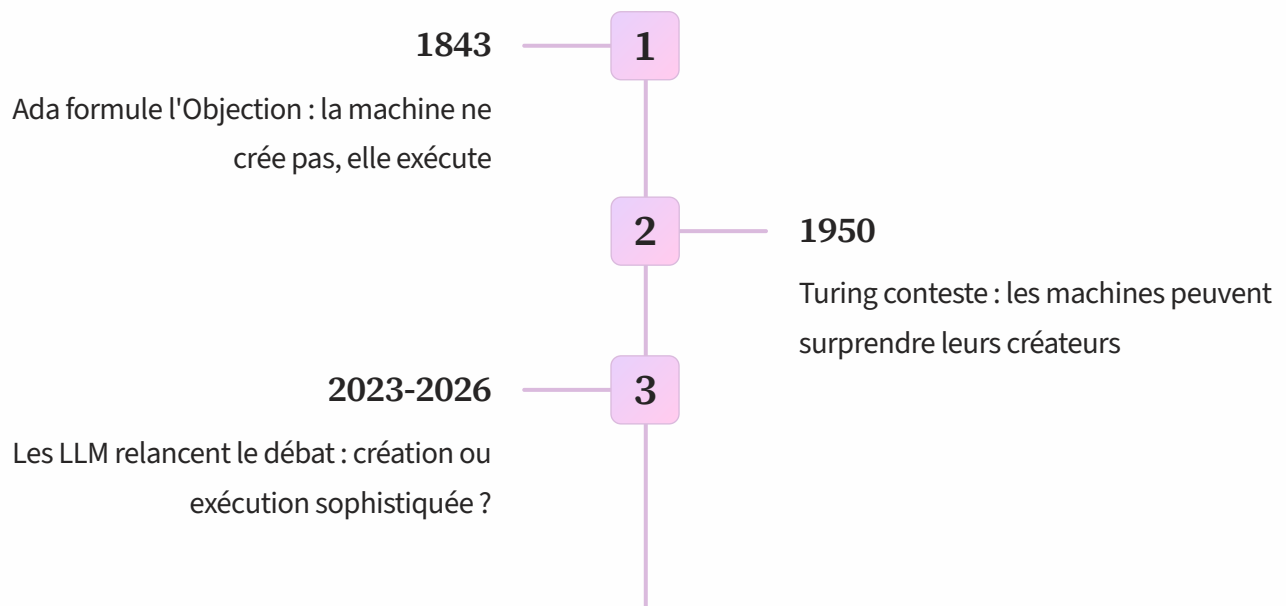 1843
1
Ada formule l'Objection : la machine ne
crée pas, elle exécute
2
1950
Turing conteste : les machines peuvent
surprendre leurs créateurs
2023-2026
3
Les LLM relancent le débat : création ou
exécution sophistiquée ?